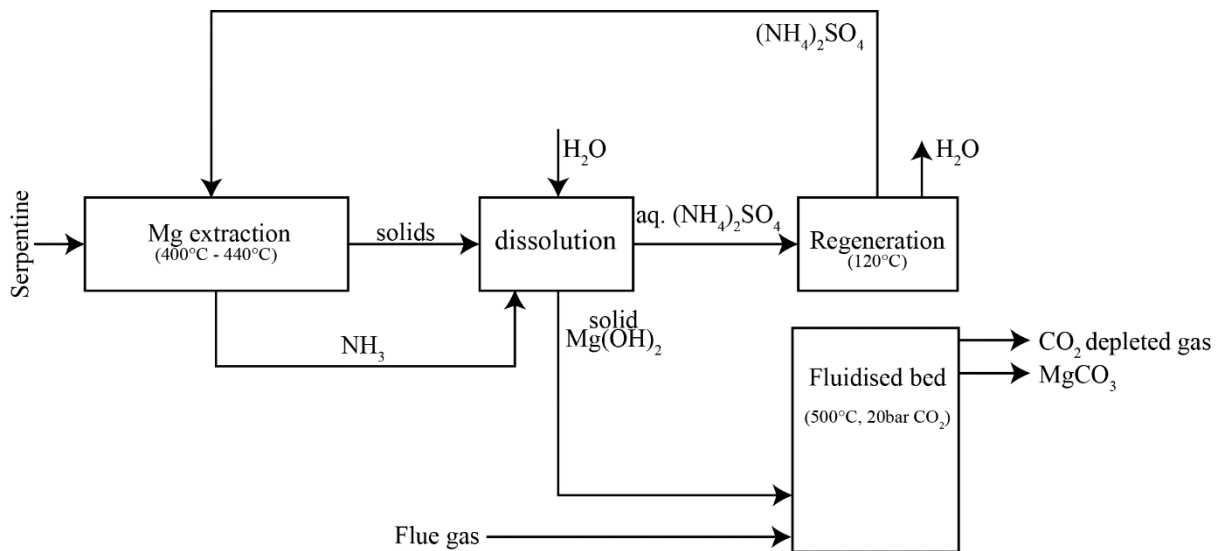 (NH₄)₂SO₄
H₂O
H₂O
Serpentine
Mg extraction
(400°C - 440°C)
solids
dissolution
aq. (NH₄)₂SO₄
Regeneration
(120°C)
NH₃
solid
Mg(OH)₂
Fluidised bed
(500°C, 20bar CO₂)
CO₂ depleted gas
MgCO₃
Flue gas